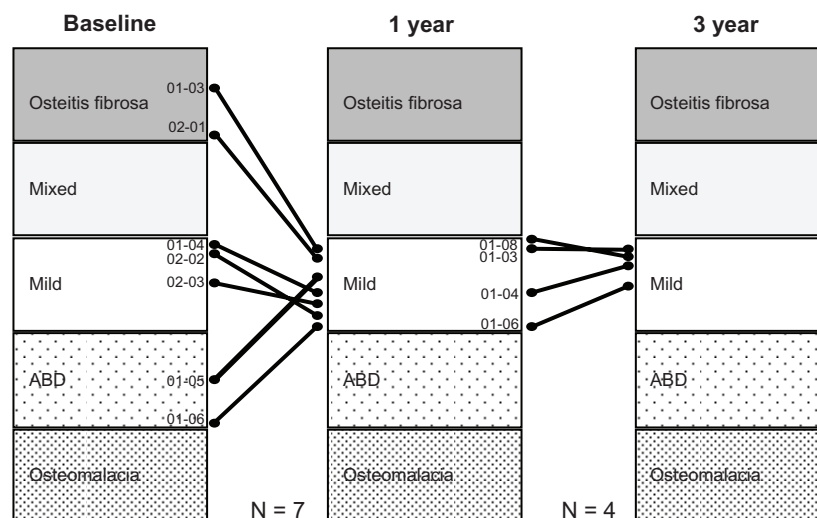 Baseline 1 year 3 year
01-03
Osteitis fibrosa Osteitis fibrosa Osteitis fibrosa
02-01
Mixed Mixed Mixed
01-04 01-08
02-02 01-03
02-03
Mild Mild Mild
01-04
01-06
01-05
ABD ABD ABD
01-06
Osteomalacia Osteomalacia Osteomalacia
N = 7 N = 4